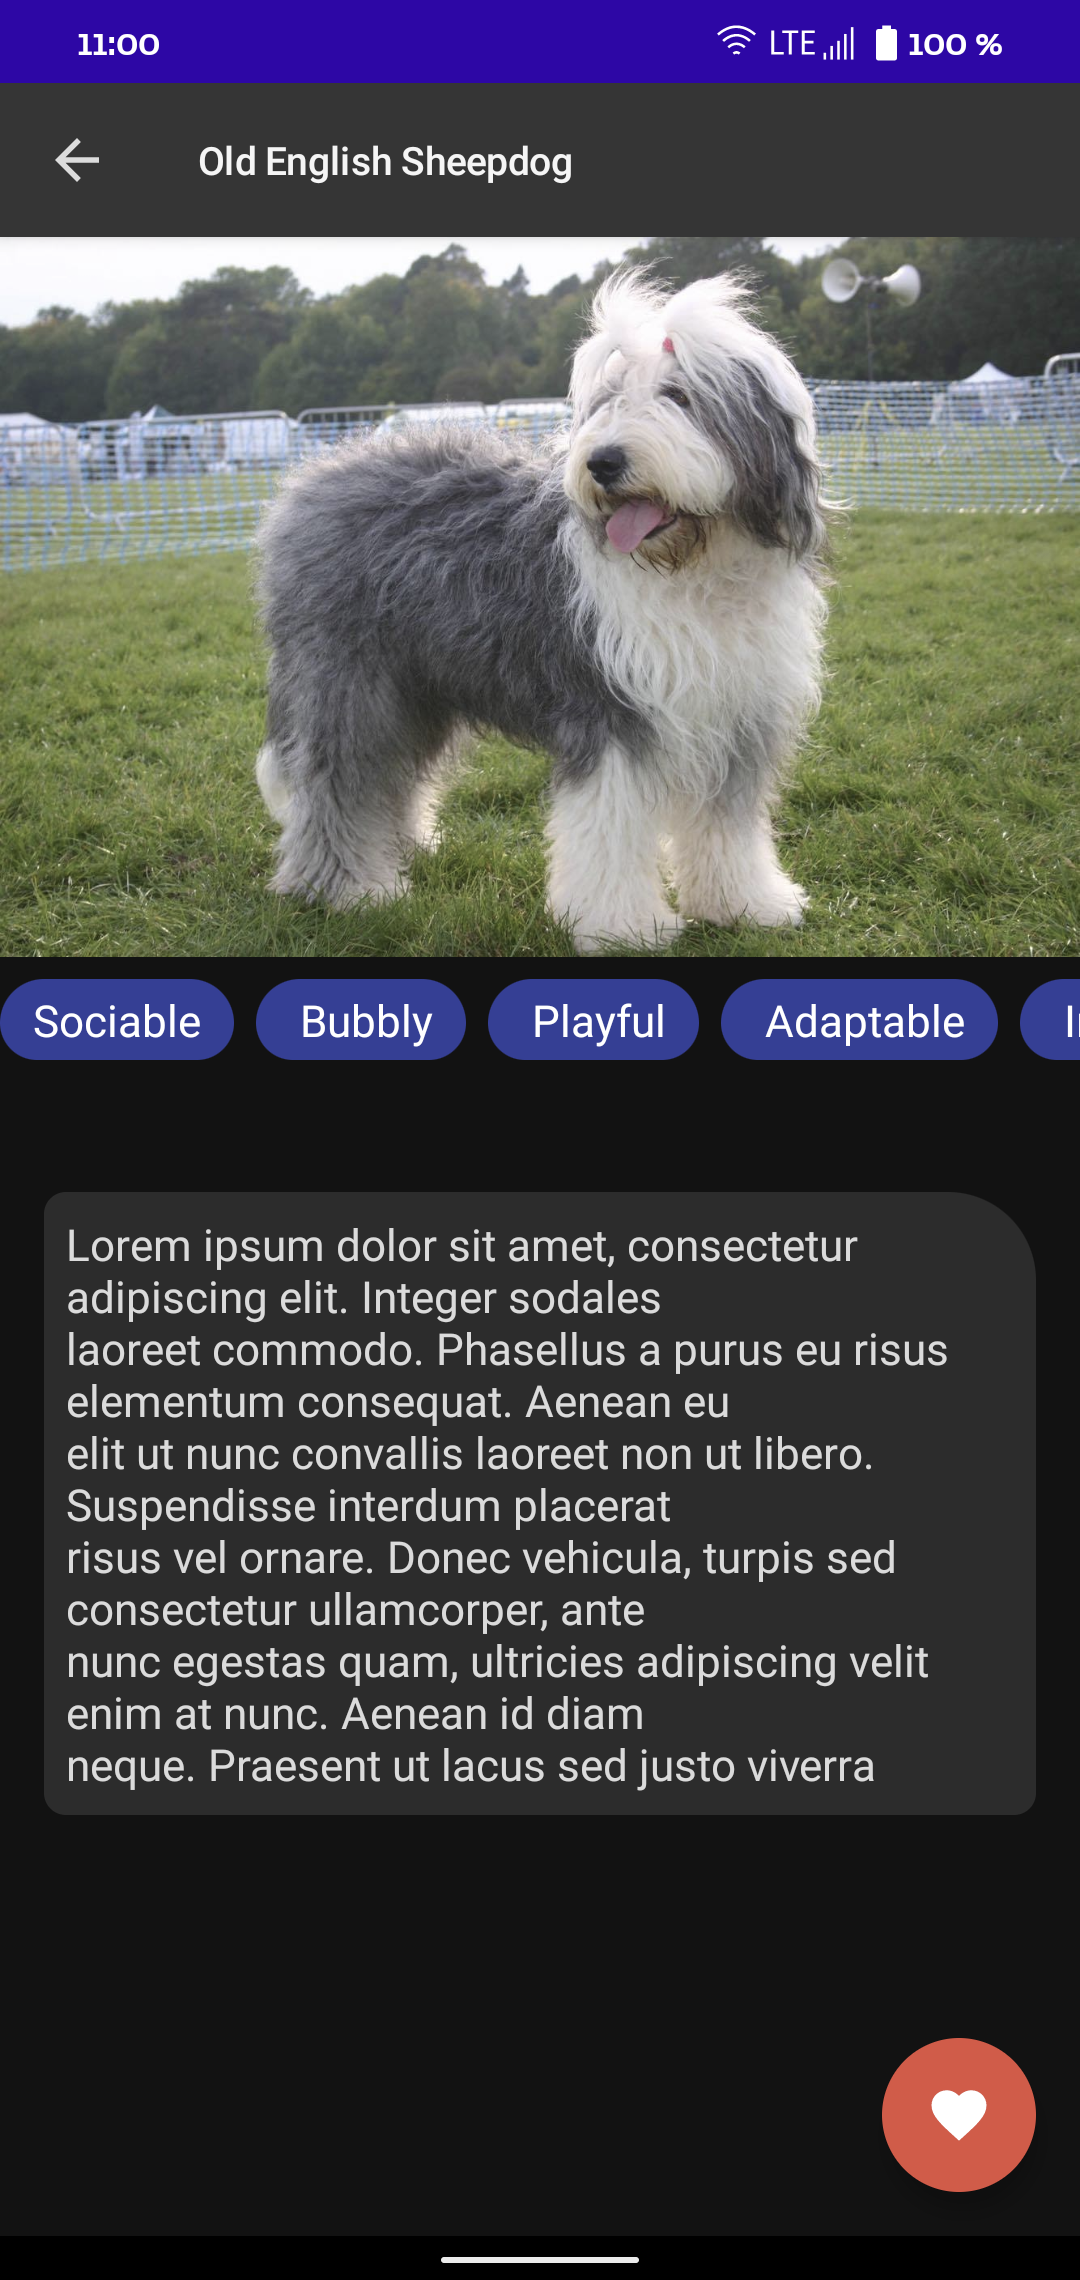 11:00 LTE 100 %
Old English Sheepdog
Sociable Bubbly Playful Adaptable
Lorem ipsum dolor sit amet, consectetur
adipiscing elit. Integer sodales
laoreet commodo. Phasellus a purus eu risus
elementum consequat. Aenean eu
elit ut nunc convallis laoreet non ut libero.
Suspendisse interdum placerat
risus vel ornare. Donec vehicula, turpis sed
consectetur ullamcorper, ante
nunc egestas quam, ultricies adipiscing velit
enim at nunc. Aenean id diam
neque. Praesent ut lacus sed justo viverra